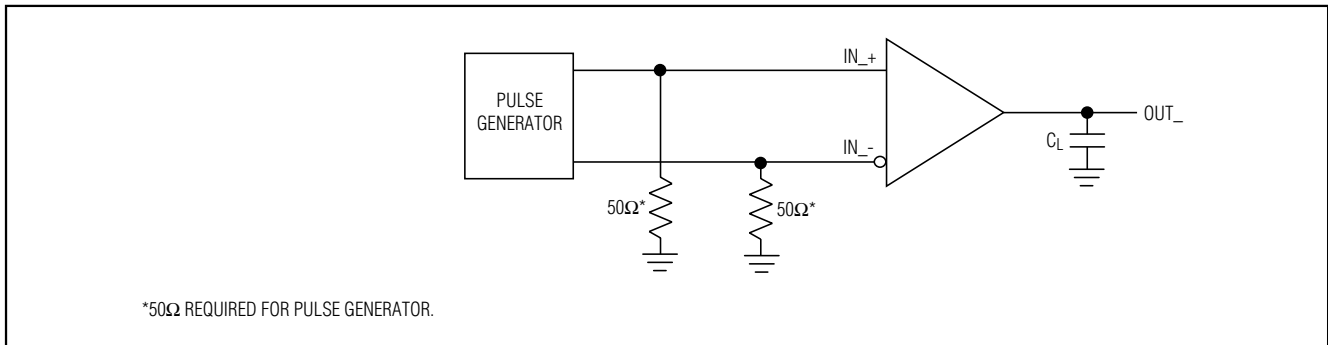 IN_+
PULSE
GENERATOR
OUT_
C_L
IN_-
50Ω*
50Ω*
*50Ω REQUIRED FOR PULSE GENERATOR.